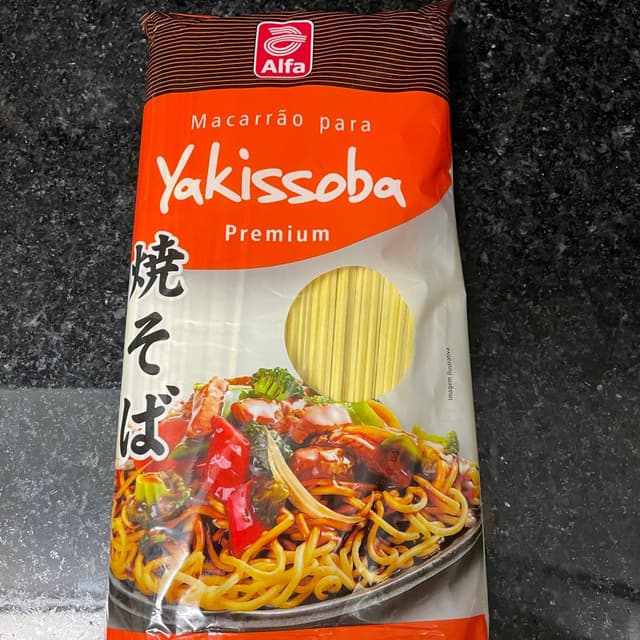 Alfa
Macarrão para
Yakissoba
Premium
焼そば
Imagem ilustrativa